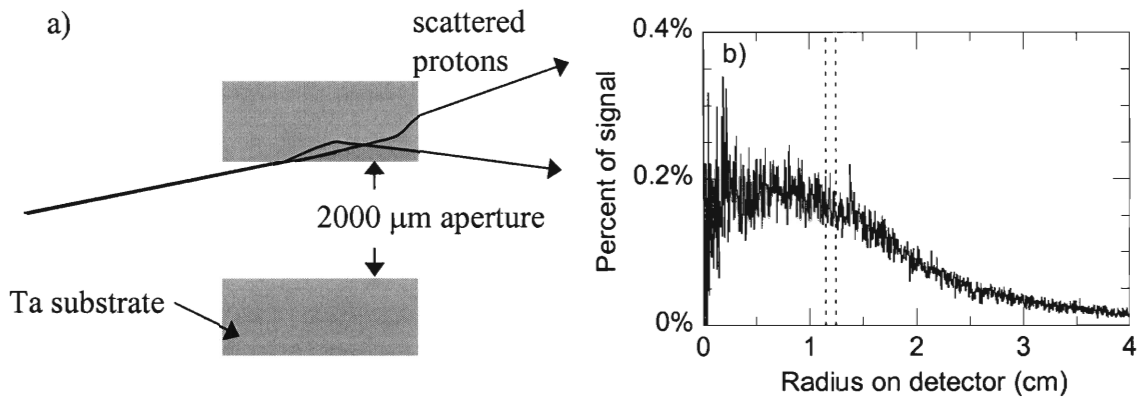 a)
scattered
protons
2000 μm aperture
Ta substrate
b)
0.4%
0.2%
0%
Percent of signal
0
1
2
3
4
Radius on detector (cm)